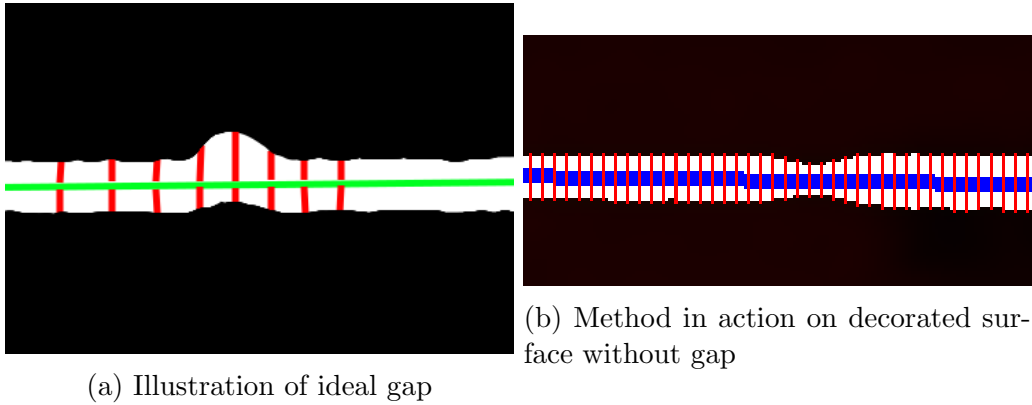 (a) Illustration of ideal gap
(b) Method in action on decorated sur-
face without gap